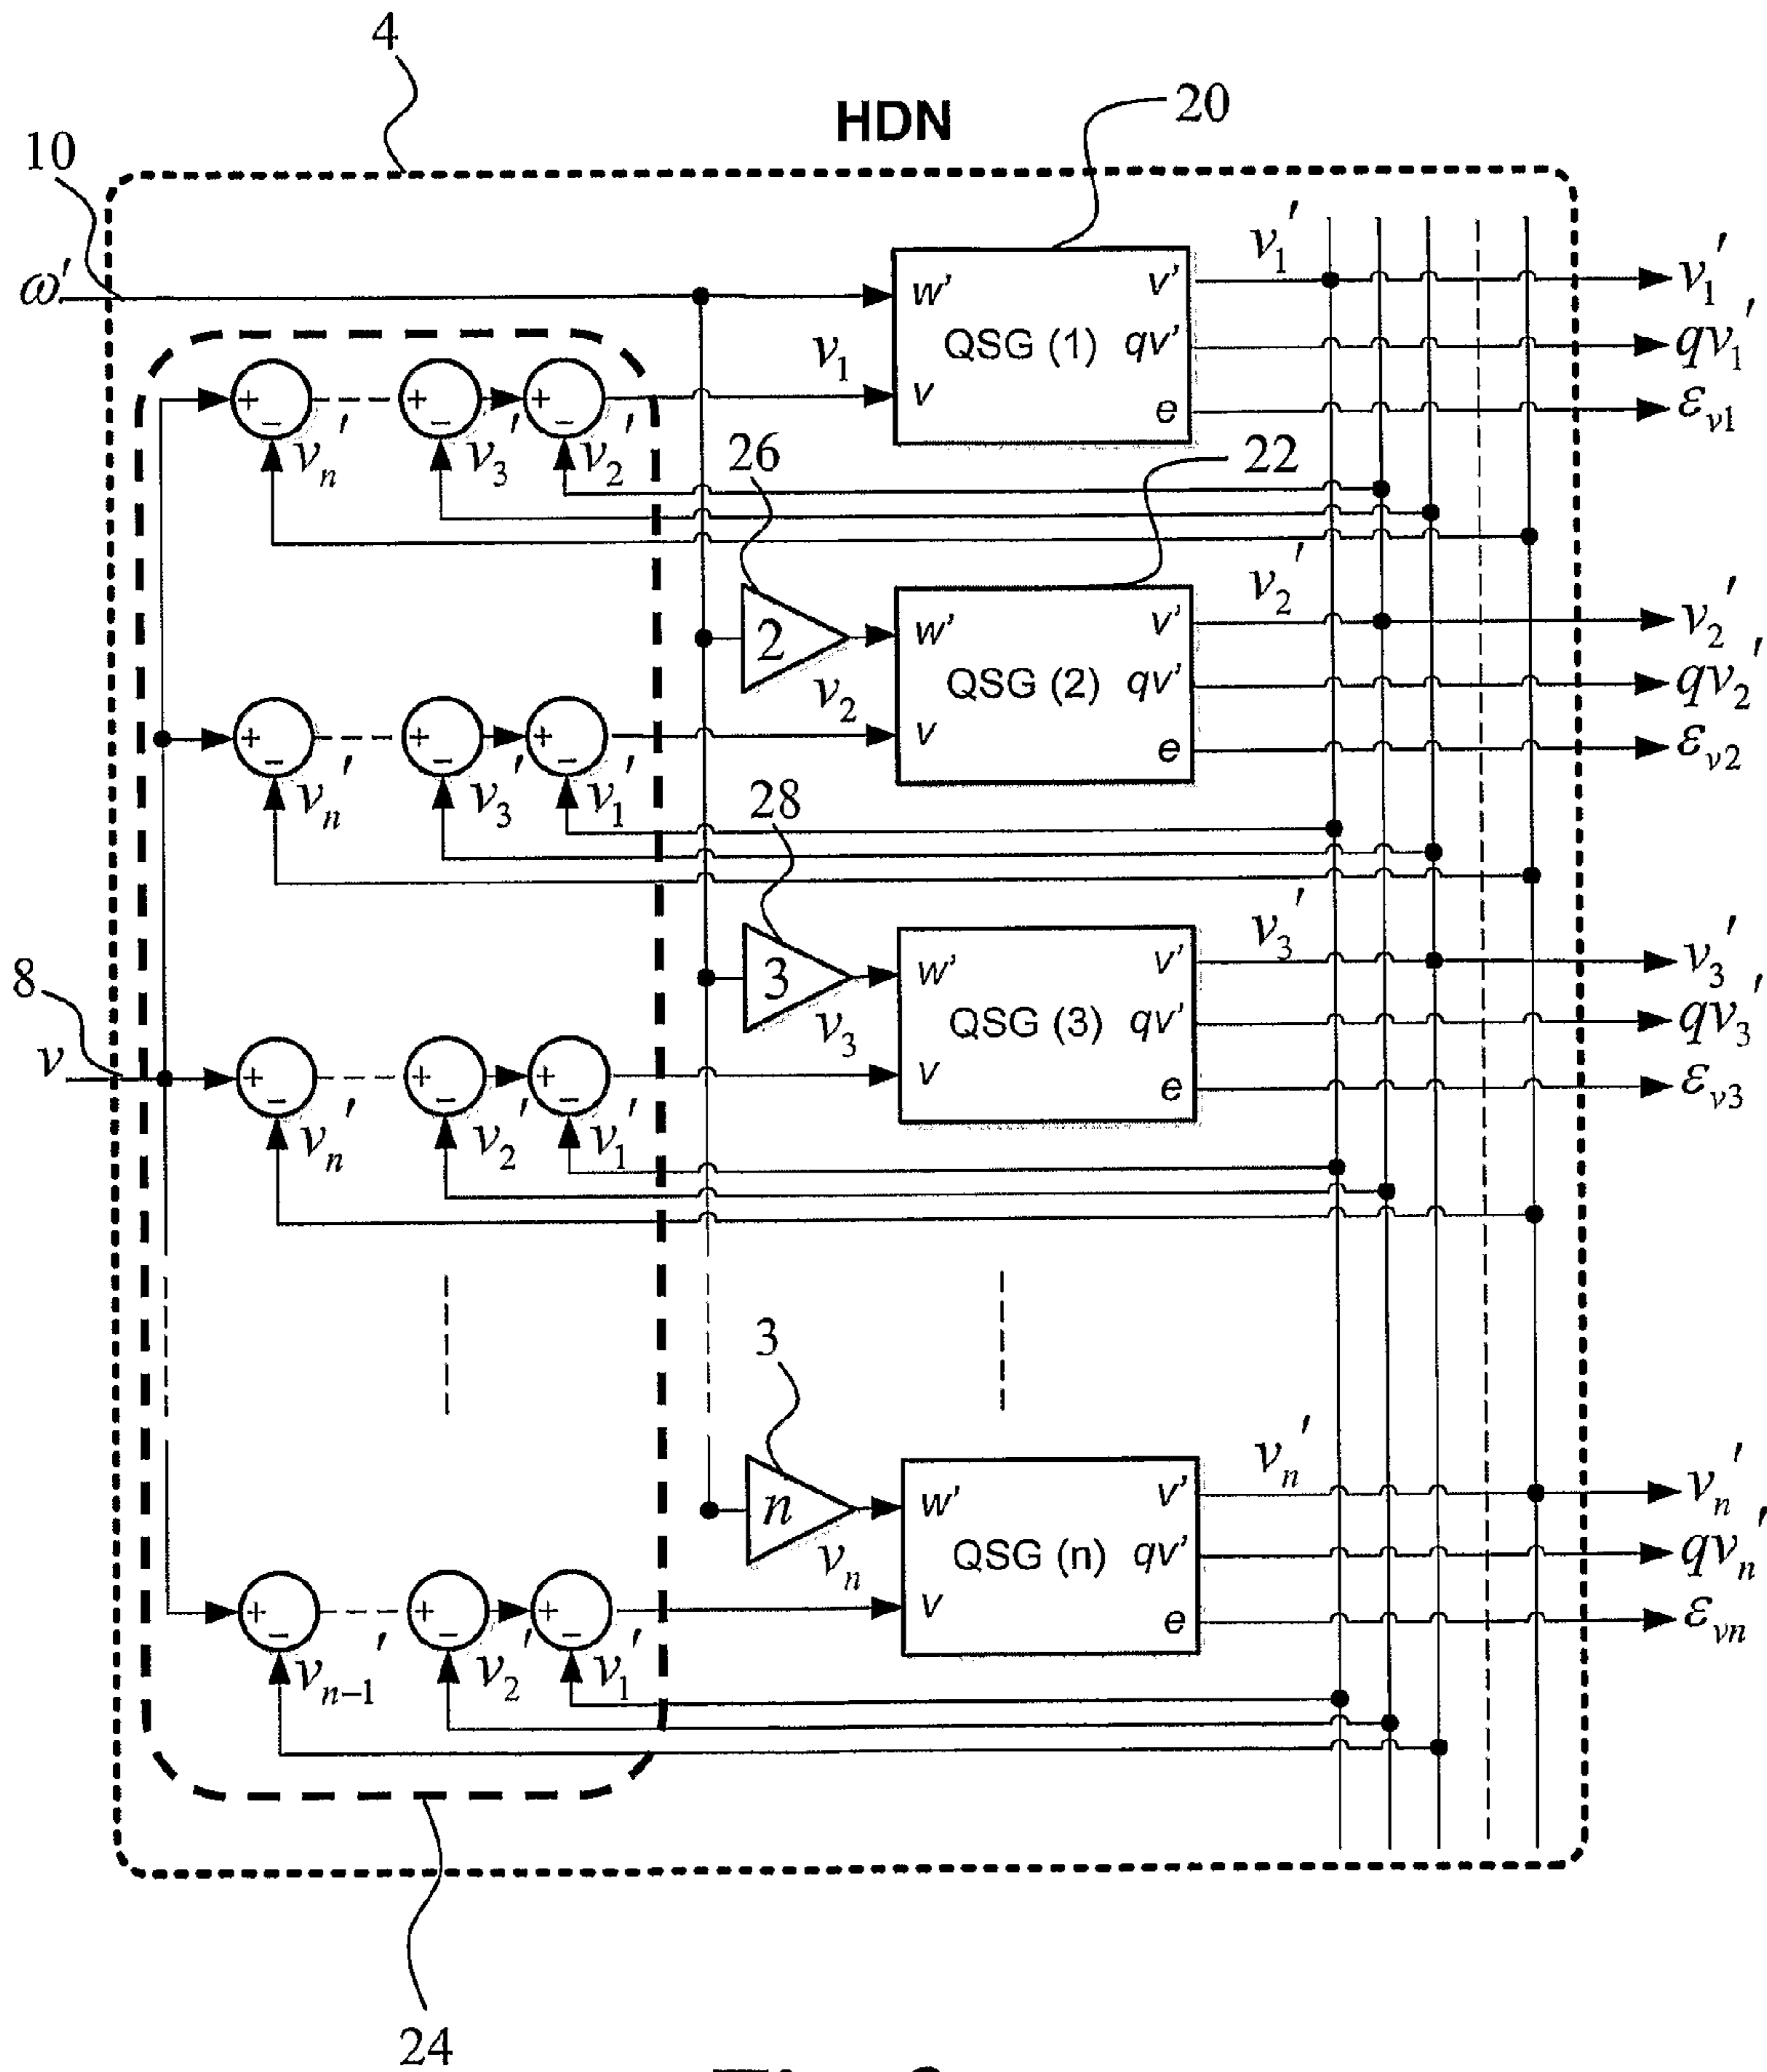 4
HDN
20
10
ω'
w' v'
QSG (1) qv'
v e
v₁
v₁'
v₁'
qv₁'
εᵥ₁
+ − + − + −
vₙ' v₃' v₂'
26
22
2
w' v'
QSG (2) qv'
v e
v₂
v₂'
v₂'
qv₂'
εᵥ₂
+ − + − + −
vₙ' v₃' v₁'
28
3
w' v'
QSG (3) qv'
v e
v₃
v₃'
v₃'
qv₃'
εᵥ₃
8
v
+ − + − + −
vₙ' v₂' v₁'
3
n
w' v'
QSG (n) qv'
v e
vₙ
vₙ'
vₙ'
qvₙ'
εᵥₙ
+ − + − + −
vₙ₋₁' v₂' v₁'
24